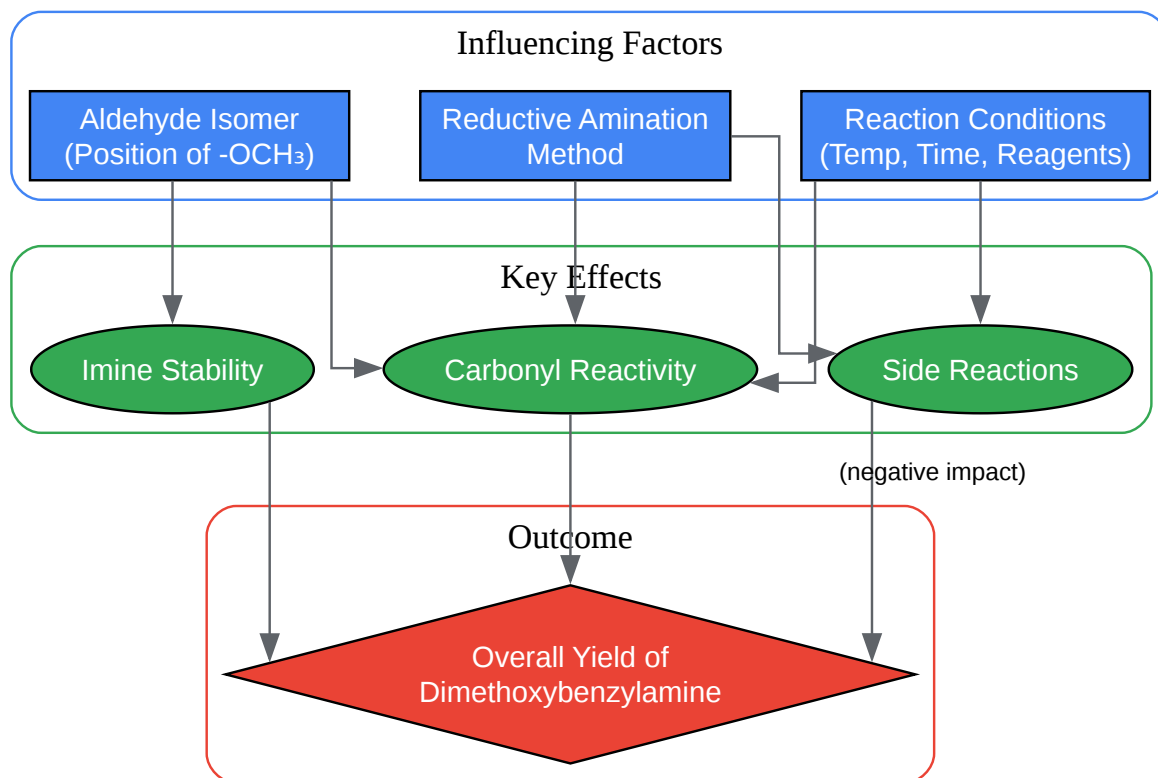 Influencing Factors
Aldehyde Isomer
(Position of -OCH₃)
Reductive Amination
Method
Reaction Conditions
(Temp, Time, Reagents)
Key Effects
Imine Stability
Carbonyl Reactivity
Side Reactions
(negative impact)
Outcome
Overall Yield of
Dimethoxybenzylamine